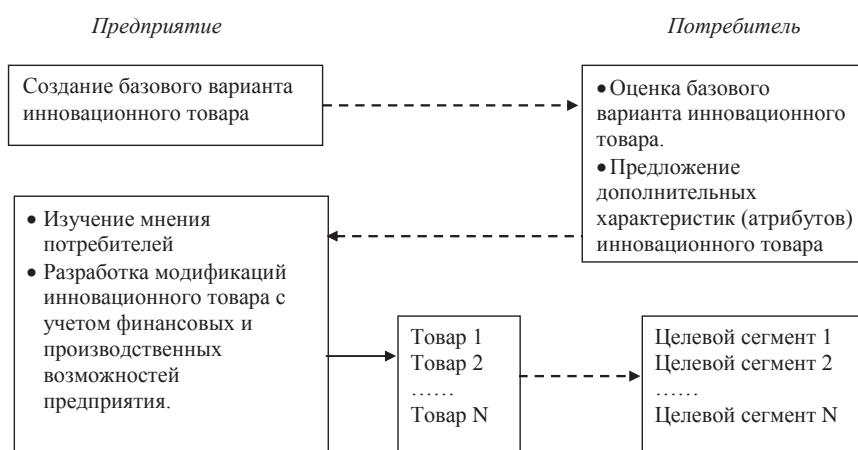 Предприятие
Потребитель
Создание базового варианта
инновационного товара
•Оценка базового
варианта инновационного
товара.
•Предложение
дополнительных
характеристик (атрибутов)
инновационного товара
• Изучение мнения
потребителей
• Разработка модификаций
инновационного товара с
учетом финансовых и
производственных
возможностей
предприятия.
Товар 1
Товар 2
......
Товар N
Целевой сегмент 1
Целевой сегмент 2
......
Целевой сегмент N